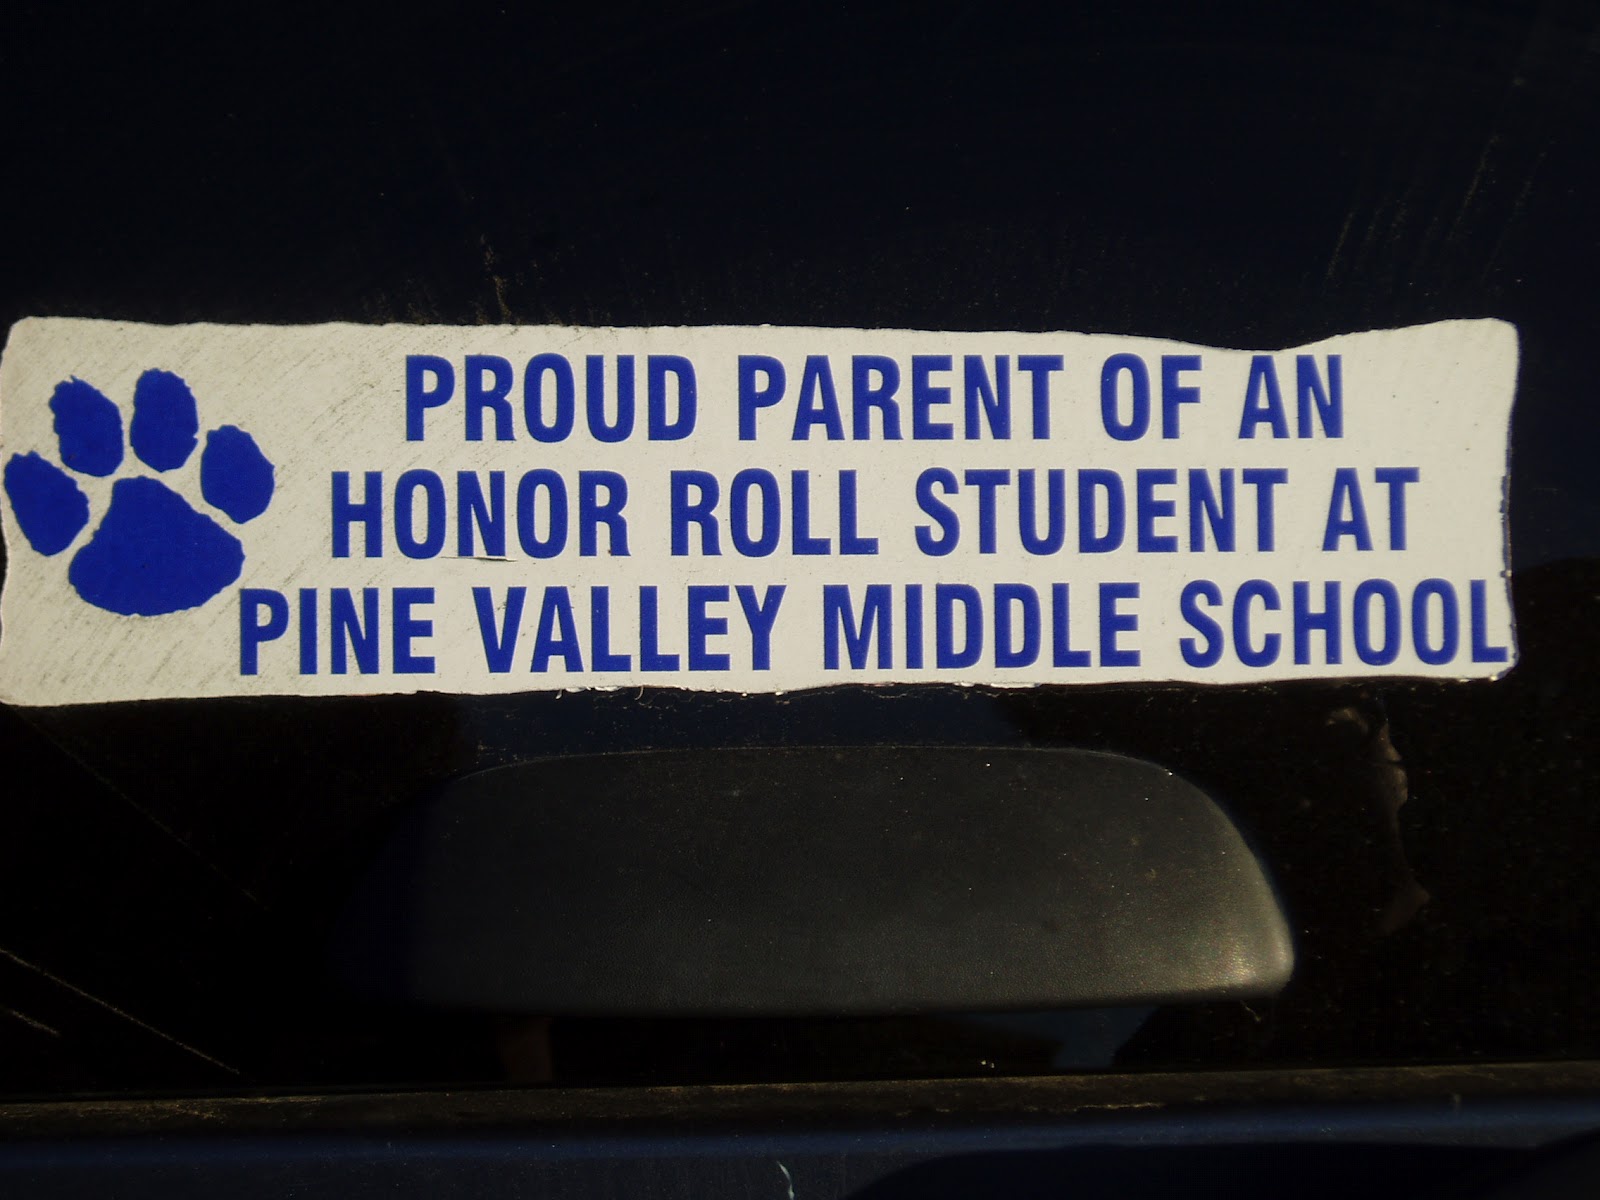 PROUD PARENT OF AN
HONOR ROLL STUDENT AT
PINE VALLEY MIDDLE SCHOOL